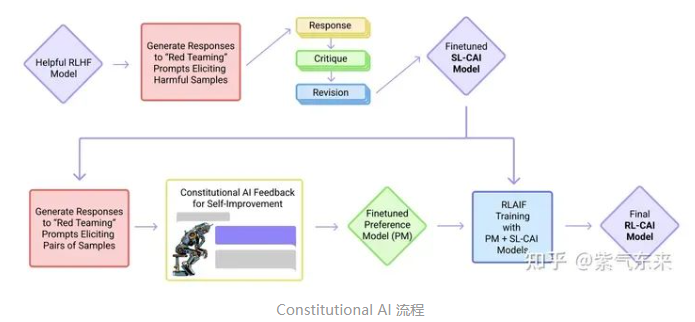 Helpful RLHF
Model
Generate Responses
to "Red Teaming"
Prompts Eliciting
Harmful Samples
Response
Critique
Revision
Finetuned
SL-CAI
Model
Generate Responses
to "Red Teaming"
Prompts Eliciting
Pairs of Samples
Constitutional AI Feedback
for Self-Improvement
Finetuned
Preference
Model (PM)
RLAIF
Training
with
PM + SL-CAI
Models
Final
RL-CAI
Model
知乎 @紫气东来
Constitutional AI 流程